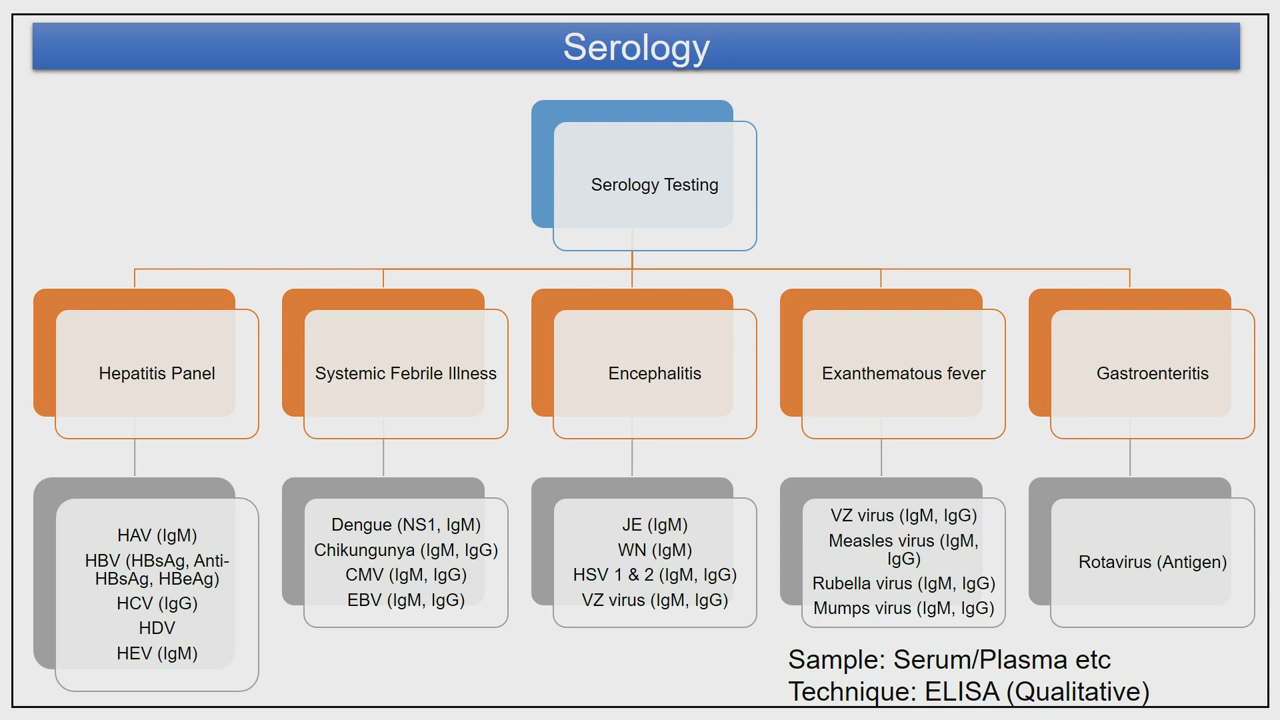 Serology
Serology Testing
Hepatitis Panel
Systemic Febrile Illness
Encephalitis
Exanthematous fever
Gastroenteritis
HAV (IgM)
HBV (HBsAg, Anti-
HBsAg, HBeAg)
HCV (IgG)
HDV
HEV (IgM)
Dengue (NS1, IgM)
Chikungunya (IgM, IgG)
CMV (IgM, IgG)
EBV (IgM, IgG)
JE (IgM)
WN (IgM)
HSV 1 & 2 (IgM, IgG)
VZ virus (IgM, IgG)
VZ virus (IgM, IgG)
Measles virus (IgM,
IgG)
Rubella virus (IgM, IgG)
Mumps virus (IgM, IgG)
Rotavirus (Antigen)
Sample: Serum/Plasma etc
Technique: ELISA (Qualitative)